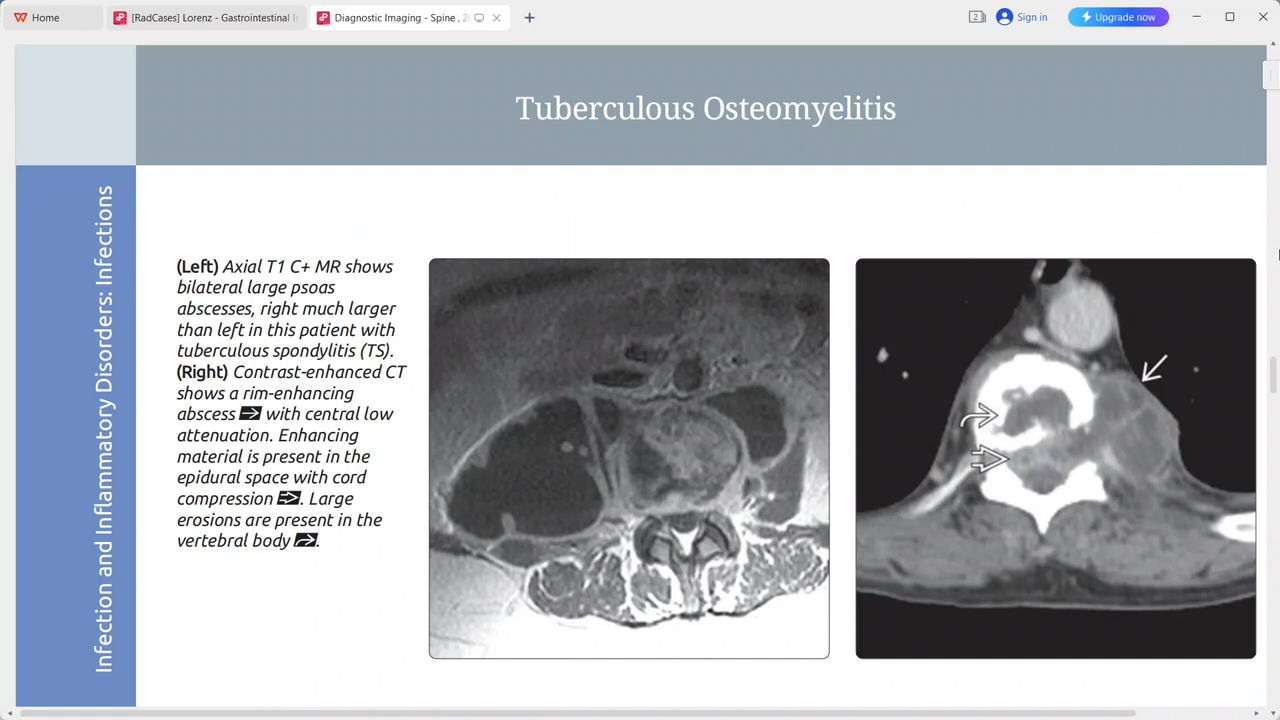 Home
[RadCases] Lorenz - Gastrointestinal I
Diagnostic Imaging - Spine , 2
2
Sign in
Upgrade now
Tuberculous Osteomyelitis
Infection and Inflammatory Disorders: Infections
(Left) Axial T1 C+ MR shows
bilateral large psoas
abscesses, right much larger
than left in this patient with
tuberculous spondylitis (TS).
(Right) Contrast-enhanced CT
shows a rim-enhancing
abscess with central low
attenuation. Enhancing
material is present in the
epidural space with cord
compression . Large
erosions are present in the
vertebral body .